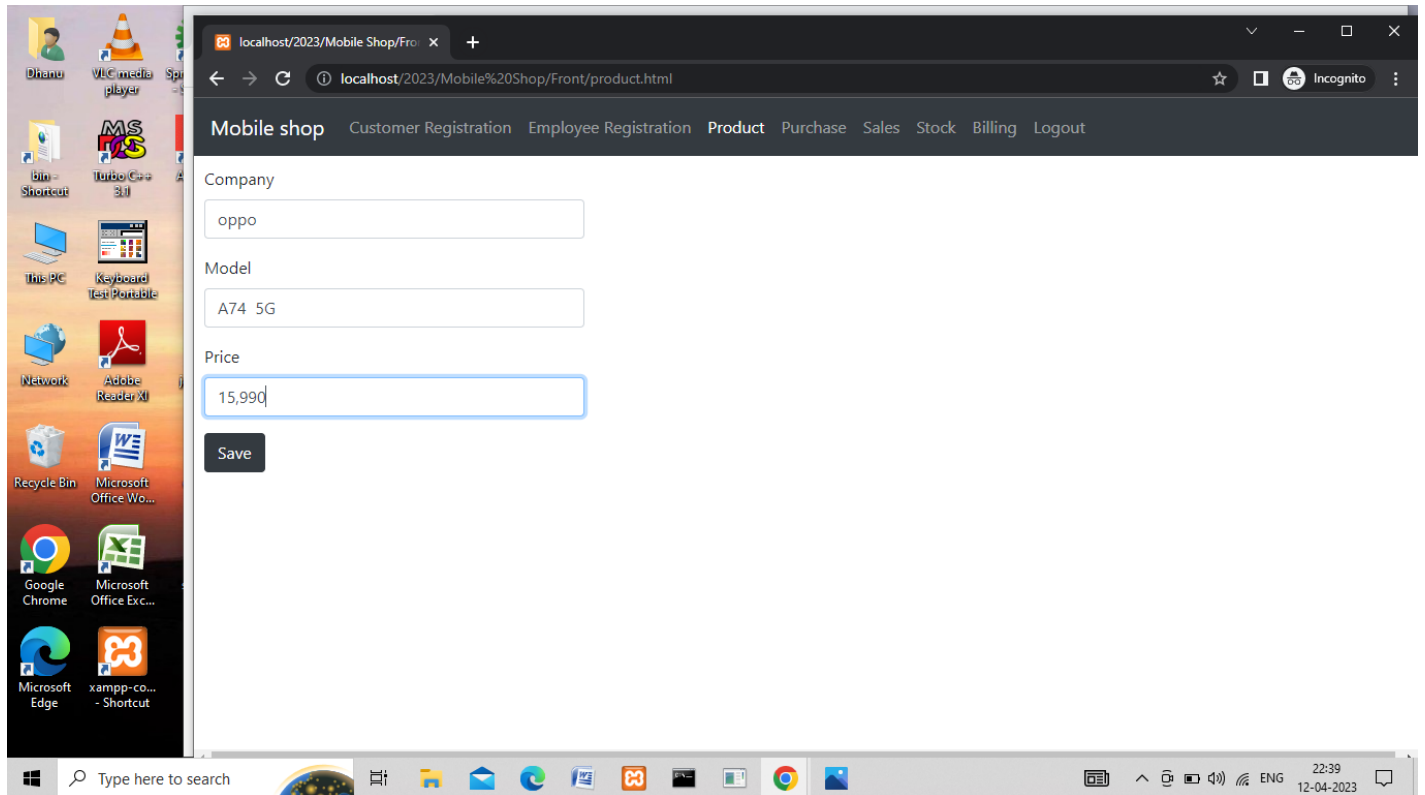 localhost/2023/Mobile Shop/Fro
localhost/2023/Mobile%20Shop/Front/product.html
Incognito
Mobile shop Customer Registration Employee Registration Product Purchase Sales Stock Billing Logout
Company
oppo
Model
A74 5G
Price
15,990
Save
Dhanu
VLC media
player
bin -
Shortcut
MS
Turbo C++
3.1
This PC
Keyboard
Test Portable
Network
Adobe
Reader XI
Recycle Bin
Microsoft
Office Wo...
Google
Chrome
Microsoft
Office Exc...
Microsoft
Edge
xampp-co...
- Shortcut
Type here to search
ENG
22:39
12-04-2023